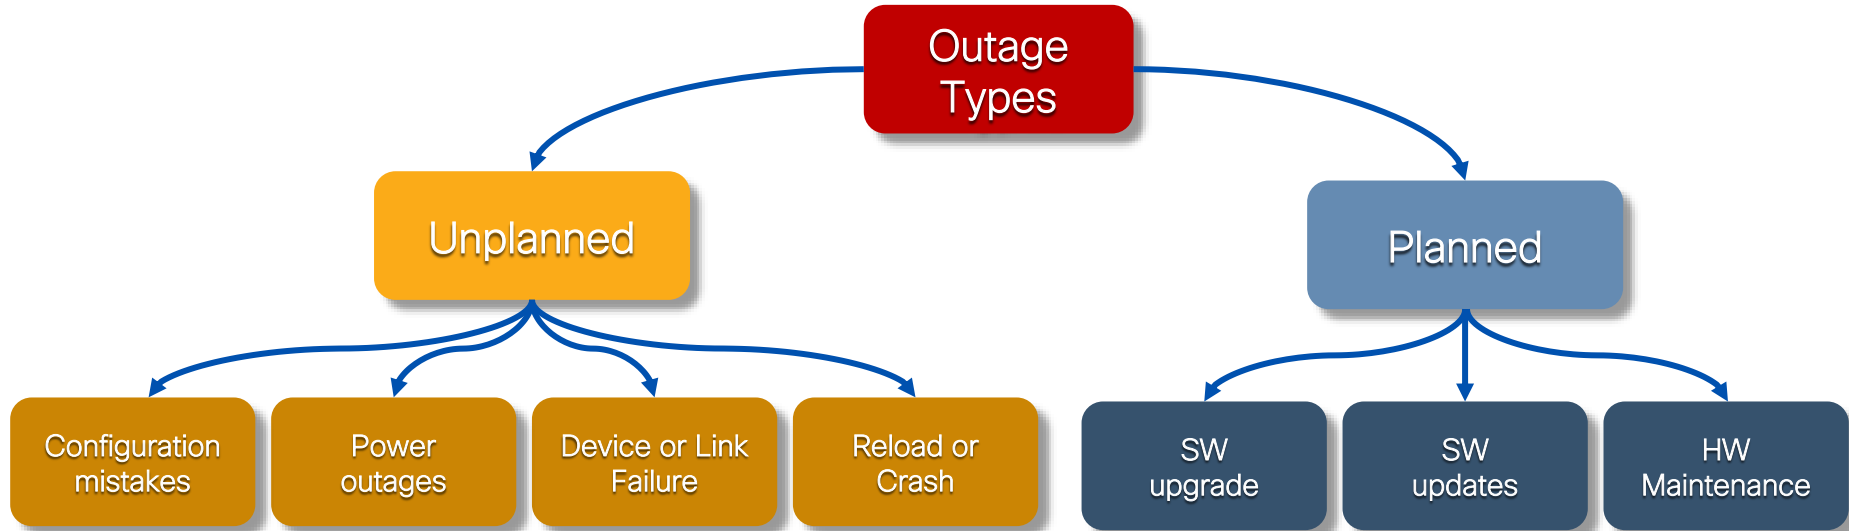 Outage
Types
Unplanned
Planned
Configuration
mistakes
Power
outages
Device or Link
Failure
Reload or
Crash
SW
upgrade
SW
updates
HW
Maintenance